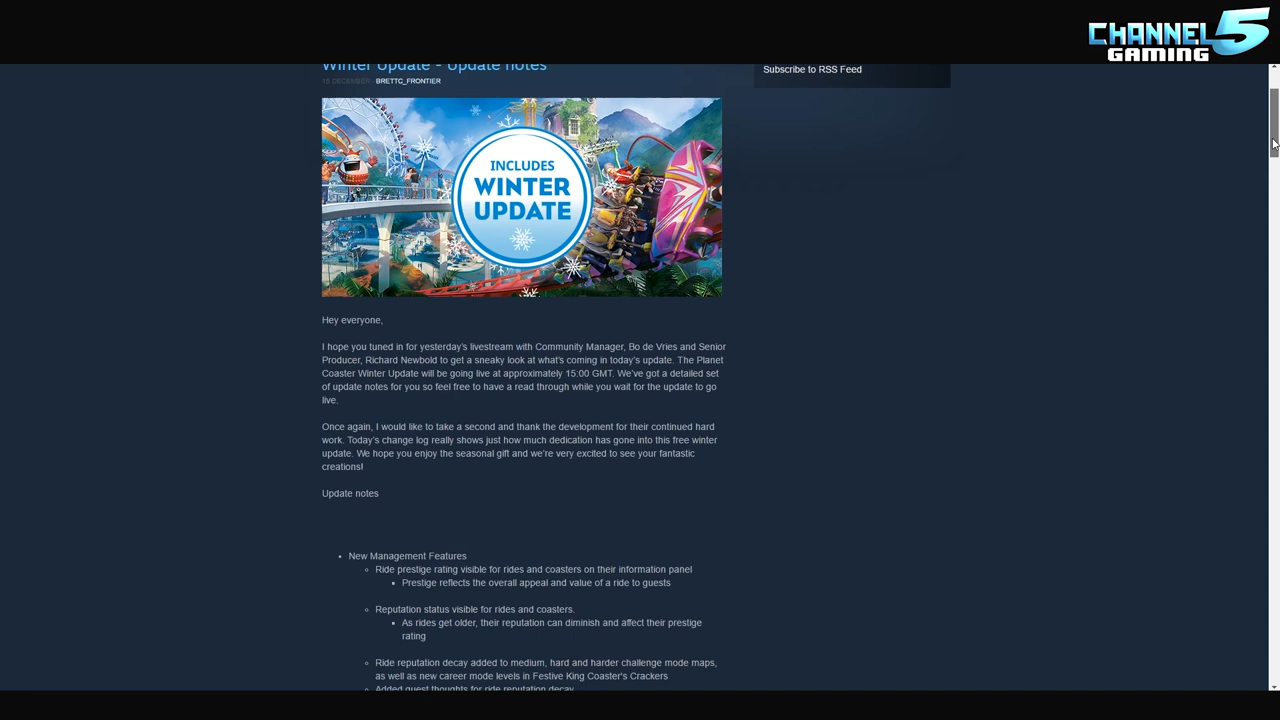 CHANNEL 5
GAMING
Winter Update - Update notes
Subscribe to RSS Feed
15 DECEMBER - BRETTC_FRONTIER
INCLUDES
WINTER
UPDATE
Hey everyone,
I hope you tuned in for yesterday's livestream with Community Manager, Bo de Vries and Senior
Producer, Richard Newbold to get a sneaky look at what's coming in today's update. The Planet
Coaster Winter Update will be going live at approximately 15:00 GMT. We've got a detailed set
of update notes for you so feel free to have a read through while you wait for the update to go
live.
Once again, I would like to take a second and thank the development for their continued hard
work. Today's change log really shows just how much dedication has gone into this free winter
update. We hope you enjoy the seasonal gift and we're very excited to see your fantastic
creations!
Update notes
• New Management Features
◦ Ride prestige rating visible for rides and coasters on their information panel
▪ Prestige reflects the overall appeal and value of a ride to guests
◦ Reputation status visible for rides and coasters.
▪ As rides get older, their reputation can diminish and affect their prestige
rating
◦ Ride reputation decay added to medium, hard and harder challenge mode maps,
as well as new career mode levels in Festive King Coaster's Crackers
◦ Added guest thoughts for ride reputation decay